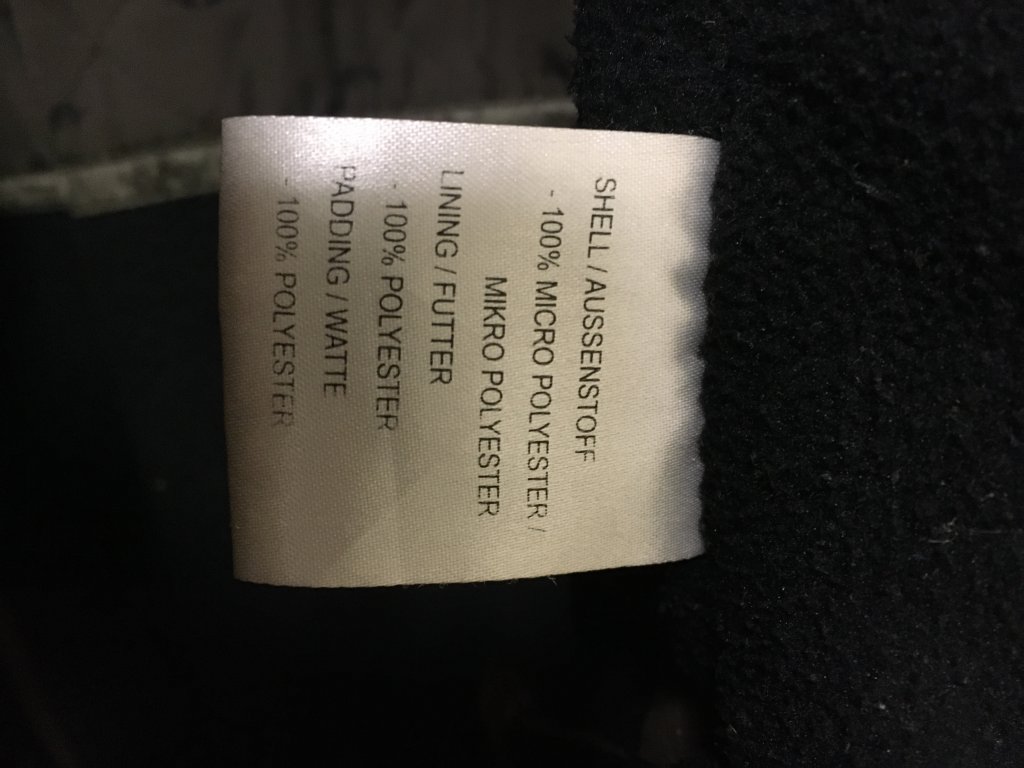 SHELL / AUSSENSTOFF
- 100% MICRO POLYESTER /
MIKRO POLYESTER
LINING / FUTTER
- 100% POLYESTER
PADDING / WATTE
- 100% POLYESTER